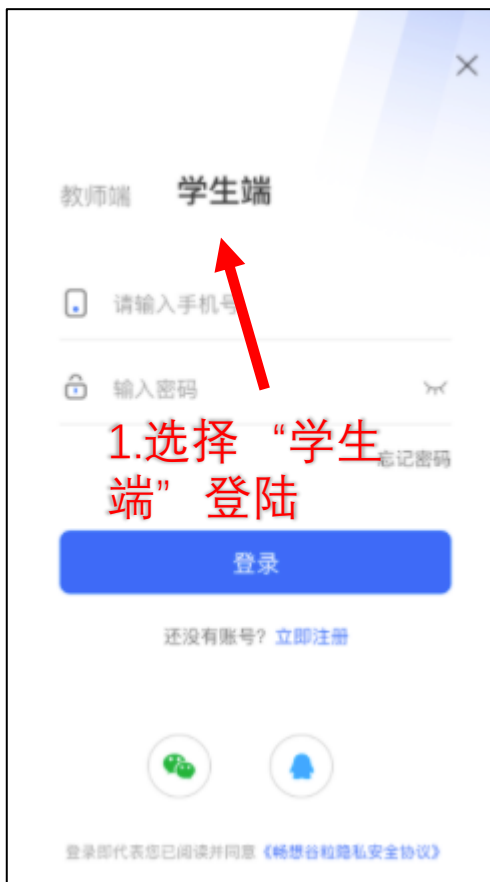 教师端 学生端
请输入手机号
输入密码
1.选择 “学生
端” 登陆
忘记密码
登录
还没有账号？立即注册
登录即代表您已阅读并同意《畅想谷粒隐私安全协议》